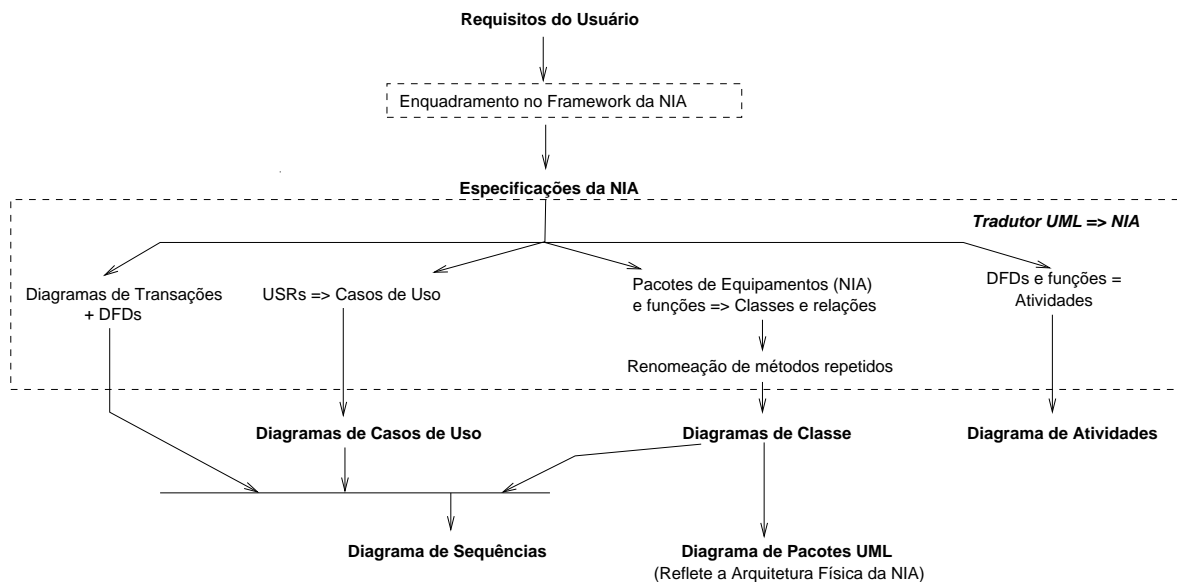 Requisitos do Usuário
Enquadramento no Framework da NIA
Especificações da NIA
Tradutor UML => NIA
Diagramas de Transações
+ DFDs
USRs => Casos de Uso
Pacotes de Equipamentos (NIA)
e funções => Classes e relações
DFDs e funções =
Atividades
Renomeação de métodos repetidos
Diagramas de Casos de Uso
Diagramas de Classe
Diagrama de Atividades
Diagrama de Sequências
Diagrama de Pacotes UML
(Reflete a Arquitetura Física da NIA)